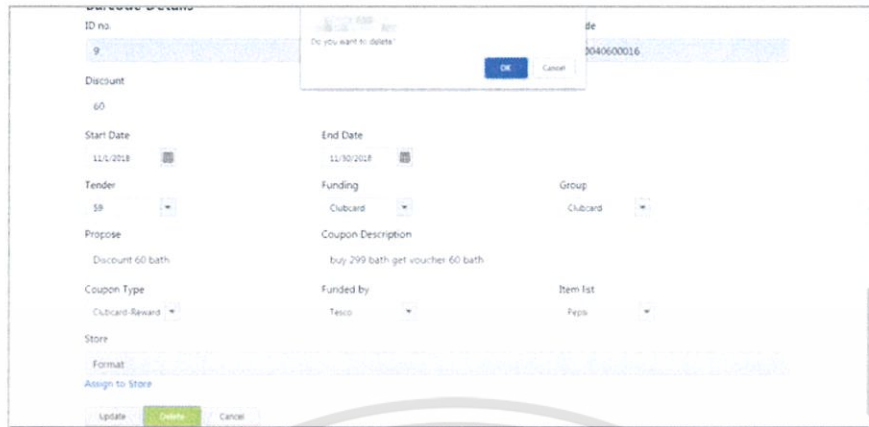 Barcode Details
ID no. de
9 0040600016
Do you want to delete?
OK Cancel
Discount
60
Start Date End Date
11/1/2018 11/30/2018
Tender Funding Group
59 Clubcard Clubcard
Propose Coupon Description
Discount 60 bath buy 299 bath get voucher 60 bath
Coupon Type Funded by Item list
Clubcard-Reward Tesco Pepsi
Store
Format
Assign to Store
Update Delete Cancel